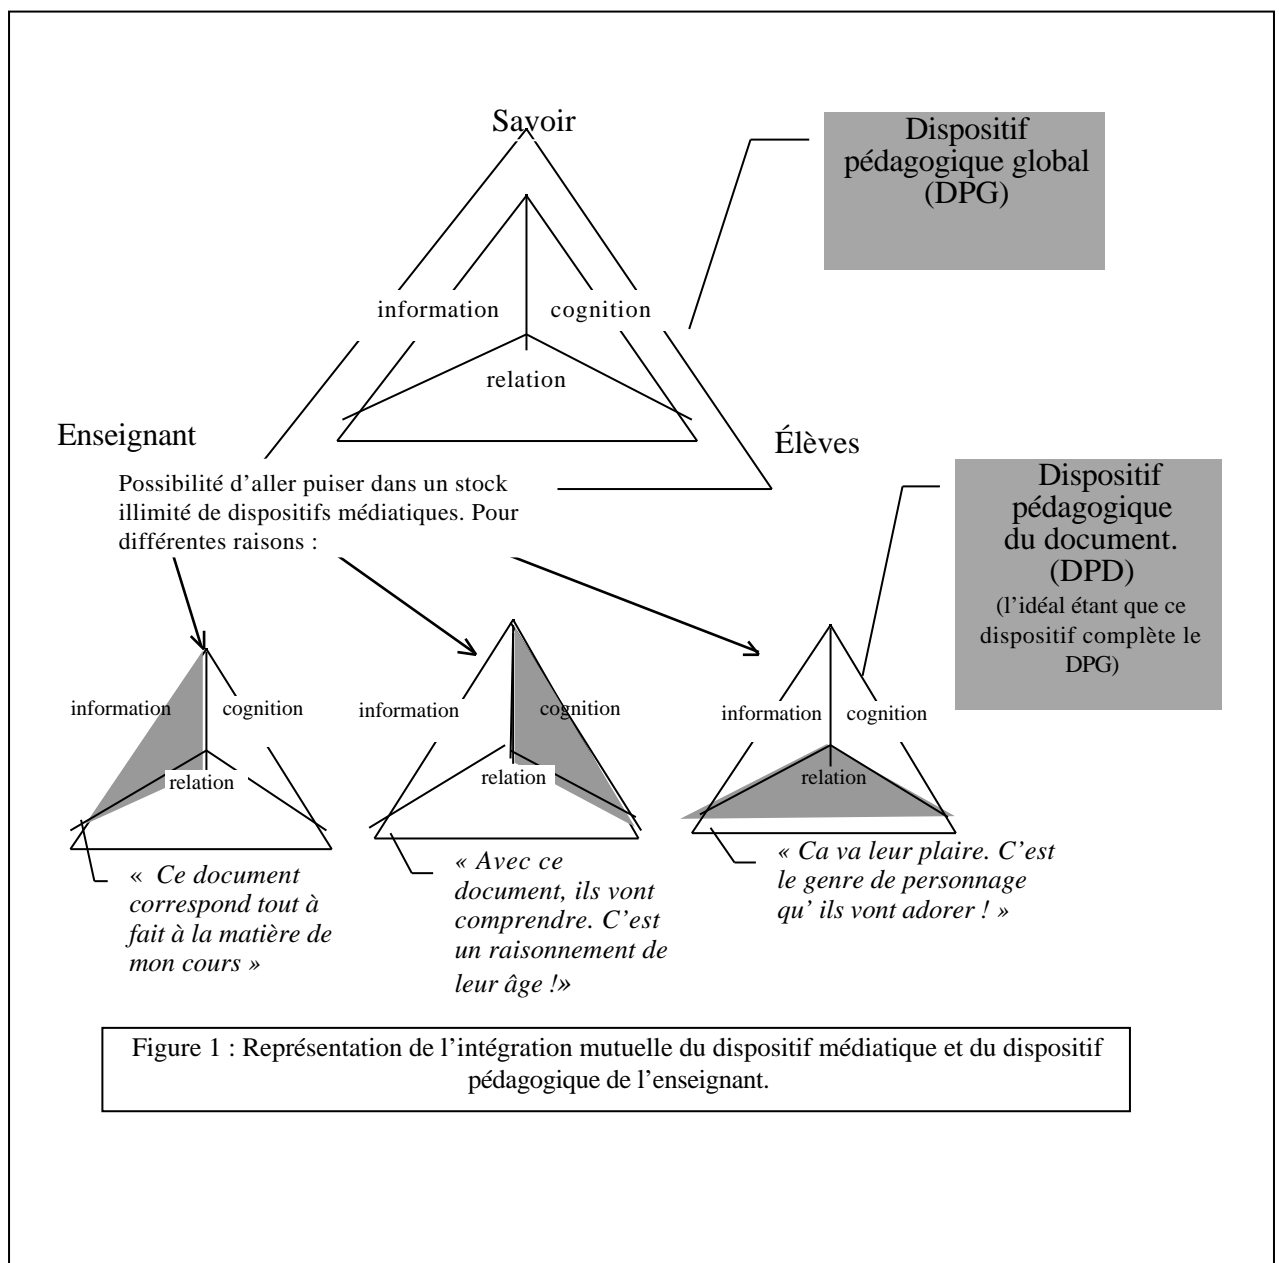 Savoir
Dispositif
pédagogique global
(DPG)
information
cognition
relation
Enseignant
Élèves
Possibilité d’aller puiser dans un stock
illimité de dispositifs médiatiques. Pour
différentes raisons :
Dispositif
pédagogique
du document.
(DPD)
(l’idéal étant que ce
dispositif complète le
DPG)
information
cognition
relation
information
cognition
relation
information
cognition
relation
« Ce document
correspond tout à
fait à la matière de
mon cours »
« Avec ce
document, ils vont
comprendre. C’est
un raisonnement de
leur âge !»
« Ca va leur plaire. C’est
le genre de personnage
qu’ ils vont adorer ! »
Figure 1 : Représentation de l’intégration mutuelle du dispositif médiatique et du dispositif
pédagogique de l’enseignant.